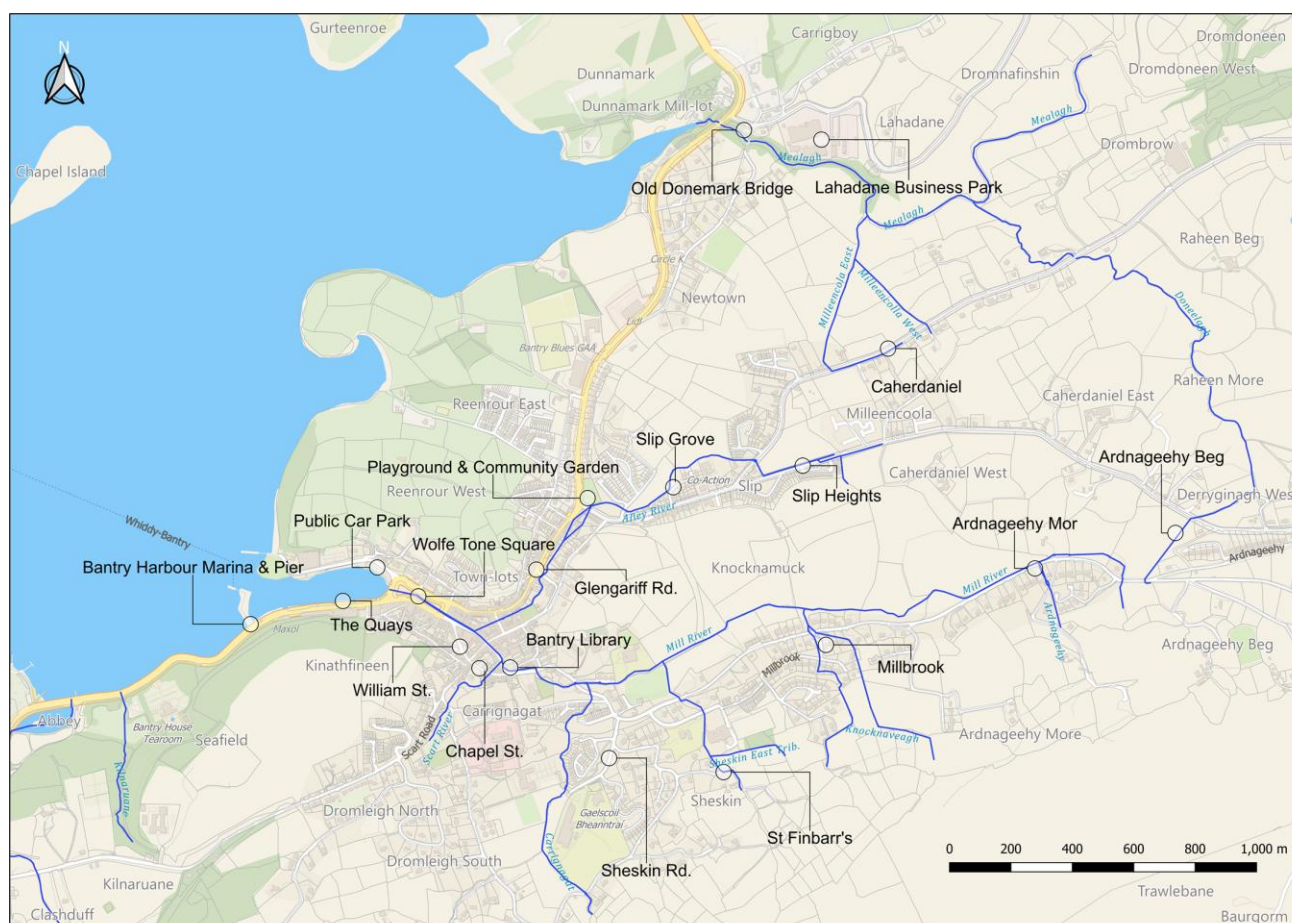 Gurteenroe
Carrigboy
Dromdoneen
Dromdoneen West
N
Dunnamark
Dromnafinshin
Dunnamark Mill-lot
Lahadane
Mealagh
Drombrow
Chapel Island
Mealagh
Old Donemark Bridge
Lahadane Business Park
Mealagh
Raheen Beg
Circle K
Milleencola East
Milleencolla West
Newtown
Doneelagh
Lidl
Bantry Blues GAA
Caherdaniel
Raheen More
Reenrour East
Caherdaniel East
Milleencoola
Slip Grove
Playground & Community Garden
Ardnageehy Beg
Co-Action
Slip
Caherdaniel West
Reenrour West
Slip Heights
Derryginagh West
Alley River
Whiddy-Bantry
Public Car Park
Ardnageehy Mor
Wolfe Tone Square
Ardnageehy
Bantry Harbour Marina & Pier
Town-lots
Knocknamuck
Mill River
Glengariff Rd.
The Quays
Maxol
Ardnageehy
Mill River
Bantry Library
Ardnageehy Beg
Kinathfineen
Millbrook
Millbrook
William St.
Carrignagat
Abbey
Bantry House
Tearoom
Seafield
Scart Road
Scart River
Knocknaveagh
Ardnageehy More
Chapel St.
Sheskin East Trib.
Kilnaruane
Sheskin
Dromleigh North
Gaelscoil
Bheanntraí
St Finbarr's
Carrignagat
0 200 400 600 800 1,000 m
Dromleigh South
Sheskin Rd.
Kilnaruane
Trawlebane
Clashduff
Baurgorm